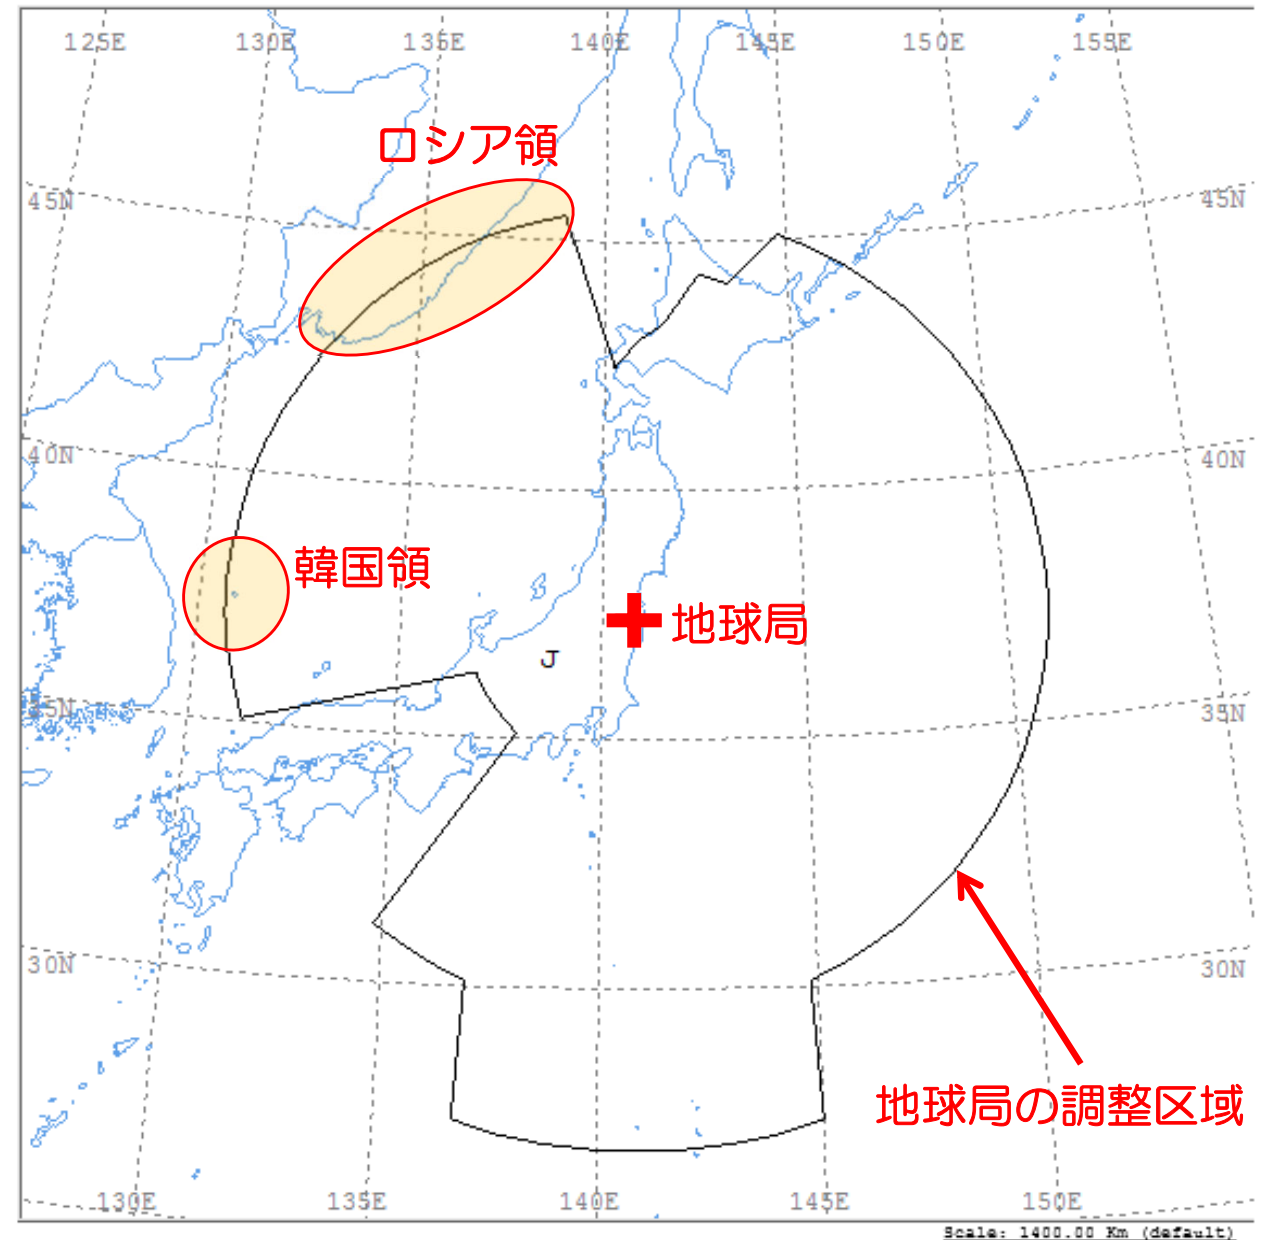 125E 130E 135E 140E 145E 150E 155E
ロシア領
45N 45N
40N 40N
韓国領
地球局
J
35N 35N
30N 30N
地球局の調整区域
130E 135E 140E 145E 150E
Scale: 1400.00 Km (default)